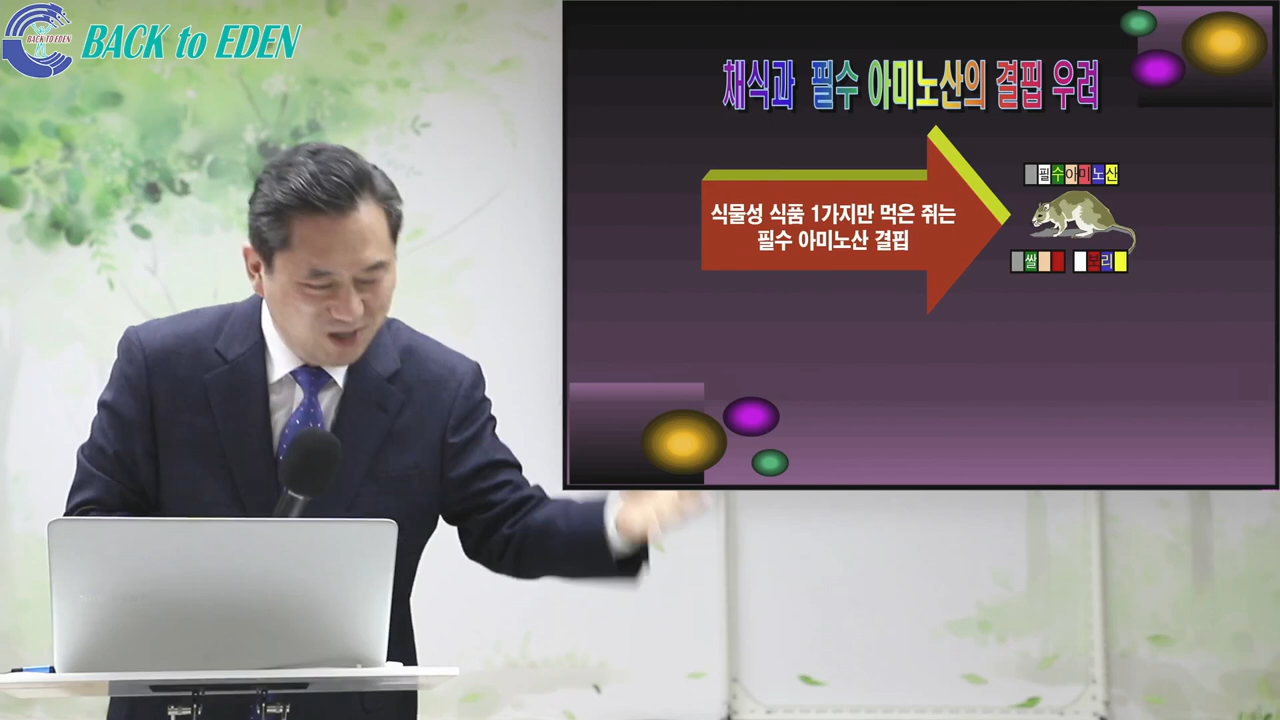 BACK TO EDEN
BACK to EDEN
채식과 필수 아미노산의 결핍 우려
식물성 식품 1가지만 먹은 쥐는
필수 아미노산 결핍
필수아미노산
쌀 보리